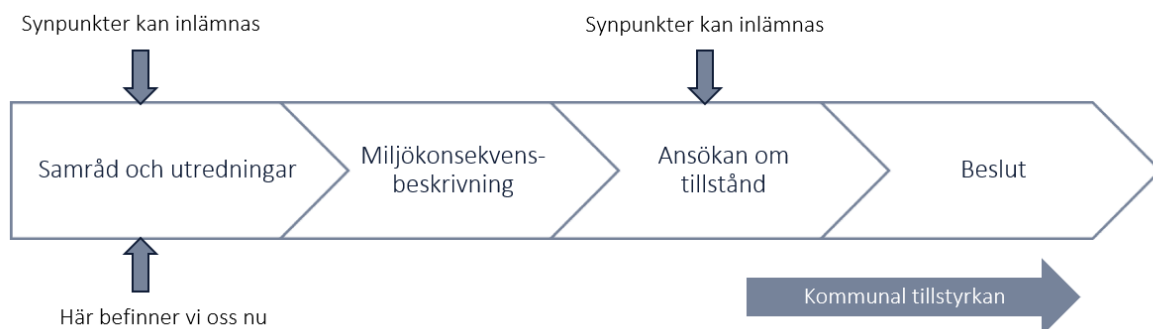 Synpunkter kan inlämnas
Synpunkter kan inlämnas
Samråd och utredningar
Miljökonsekvens-
beskrivning
Ansökan om
tillstånd
Beslut
Här befinner vi oss nu
Kommunal tillstyrkan